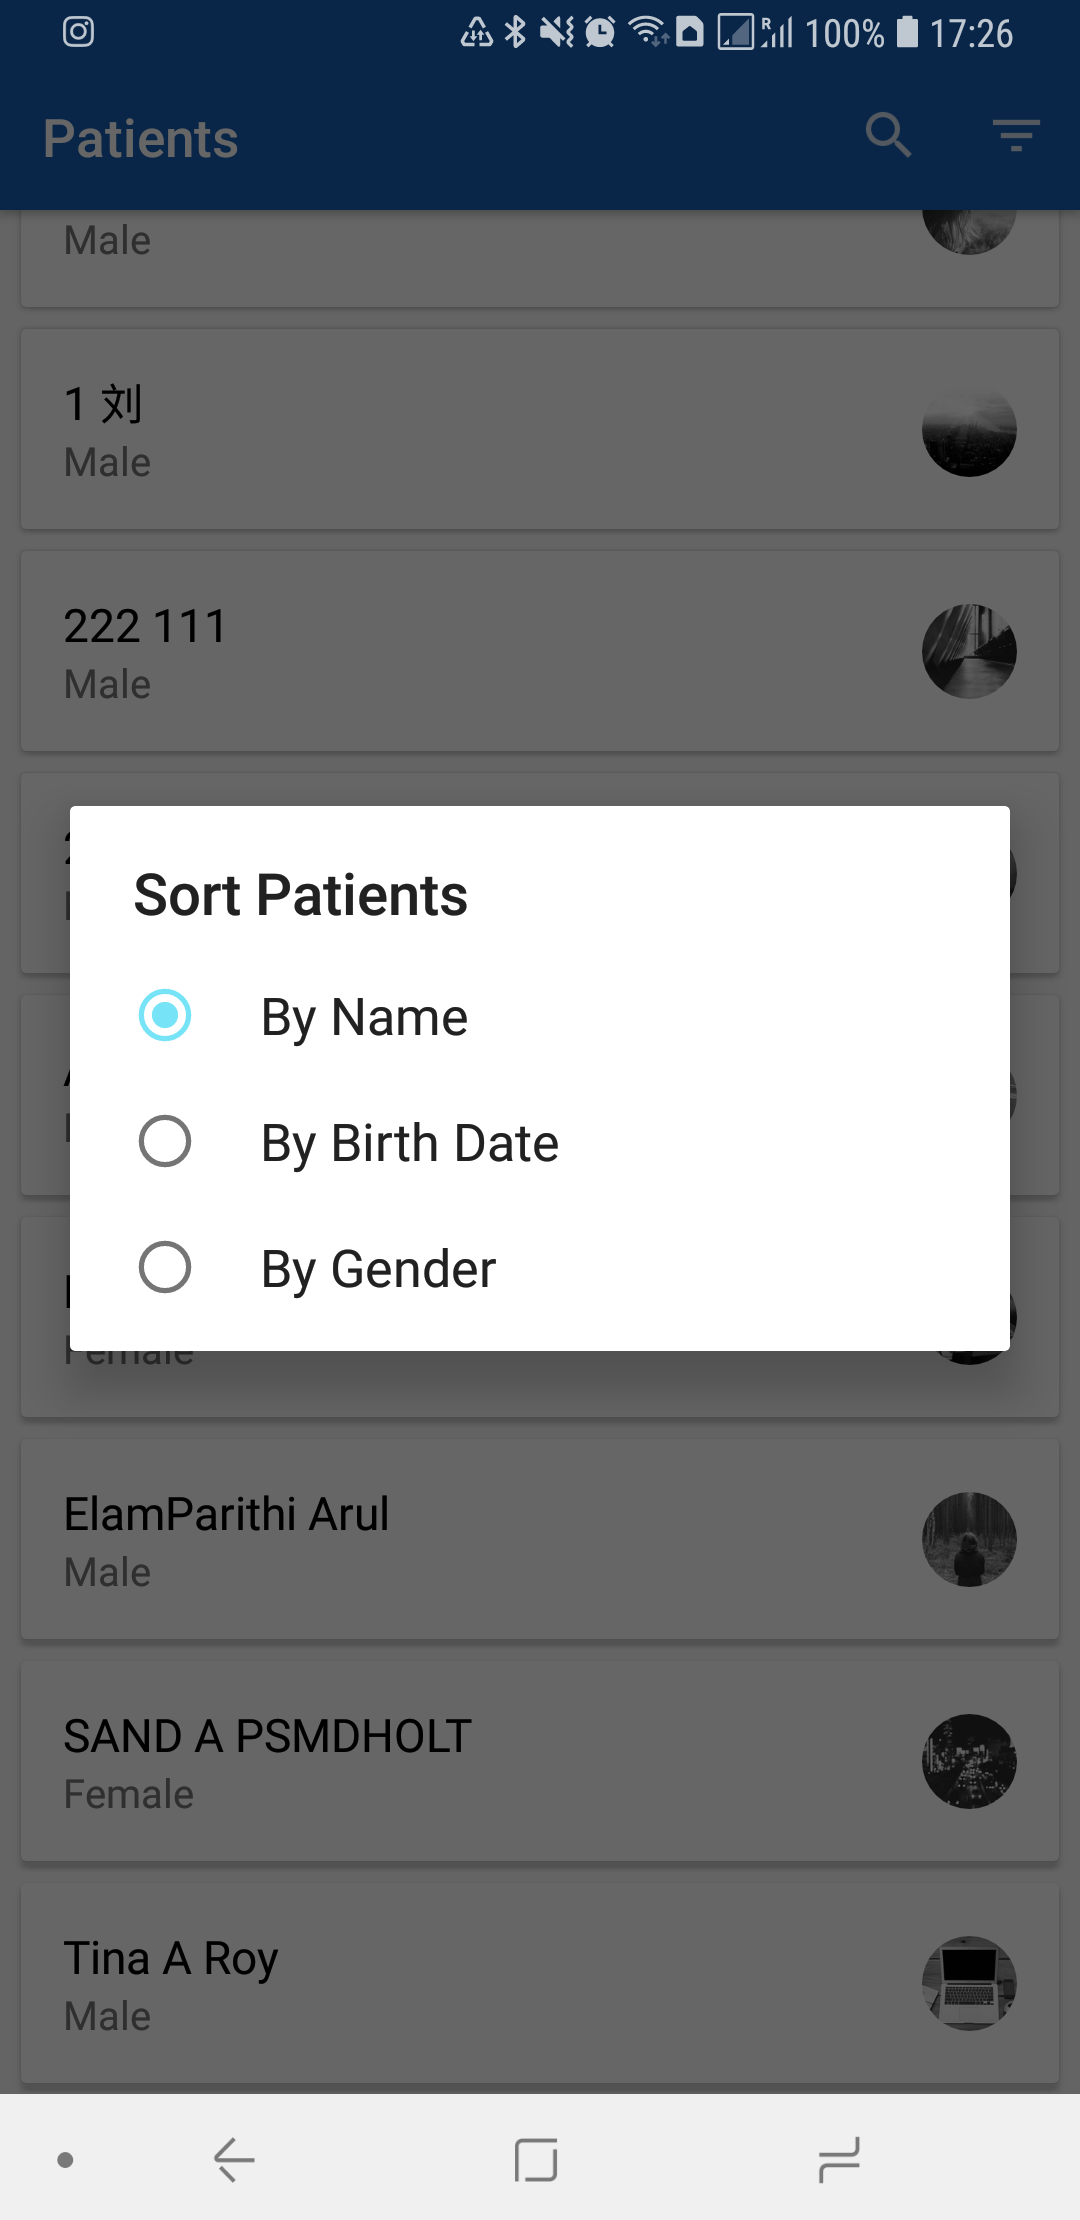 R 100% 17:26
Patients
Male
1 刘
Male
222 111
Male
Sort Patients
By Name
By Birth Date
By Gender
Female
ElamParithi Arul
Male
SAND A PSMDHOLT
Female
Tina A Roy
Male